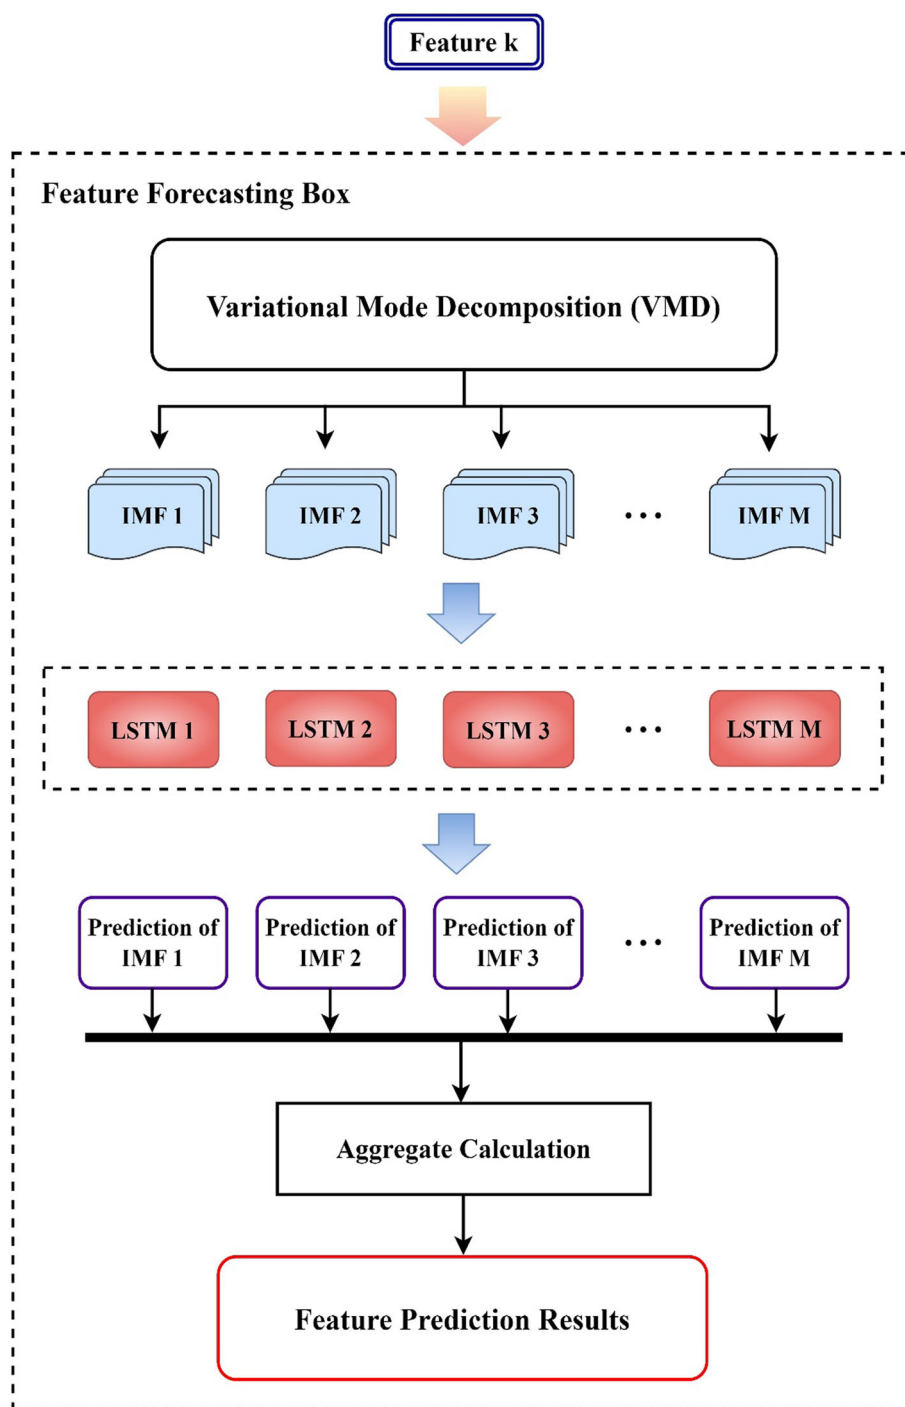 Feature k
Feature Forecasting Box
Variational Mode Decomposition (VMD)
IMF 1
IMF 2
IMF 3
...
IMF M
LSTM 1
LSTM 2
LSTM 3
...
LSTM M
Prediction of
IMF 1
Prediction of
IMF 2
Prediction of
IMF 3
...
Prediction of
IMF M
Aggregate Calculation
Feature Prediction Results